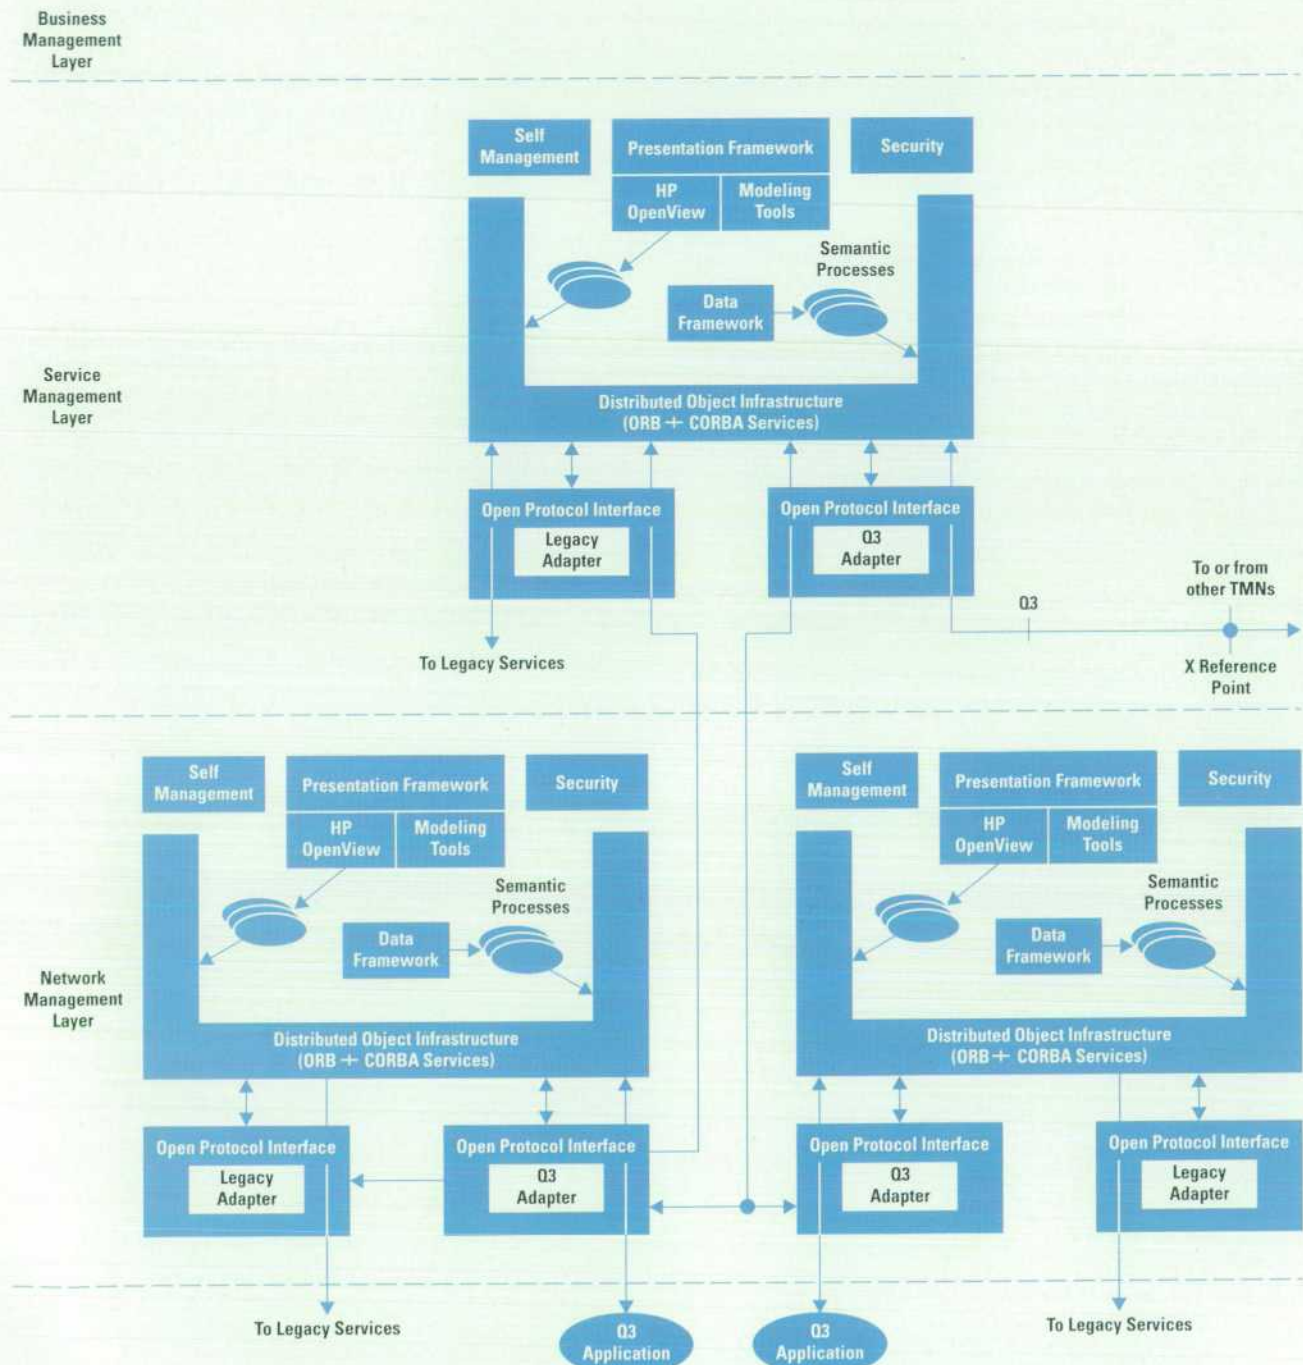 Business
Management
Layer
Self
Management
Presentation Framework
Security
HP
OpenView
Modeling
Tools
Semantic
Processes
Data
Framework
Service
Management
Layer
Distributed Object Infrastructure
(ORB + CORBA Services)
Open Protocol Interface
Legacy
Adapter
Open Protocol Interface
Q3
Adapter
To Legacy Services
Q3
To or from
other TMNs
X Reference
Point
Self
Management
Presentation Framework
Security
HP
OpenView
Modeling
Tools
Semantic
Processes
Data
Framework
Distributed Object Infrastructure
(ORB + CORBA Services)
Self
Management
Presentation Framework
Security
HP
OpenView
Modeling
Tools
Semantic
Processes
Data
Framework
Distributed Object Infrastructure
(ORB + CORBA Services)
Network
Management
Layer
Open Protocol Interface
Legacy
Adapter
Open Protocol Interface
Q3
Adapter
Open Protocol Interface
Q3
Adapter
Open Protocol Interface
Legacy
Adapter
To Legacy Services
Q3
Application
Q3
Application
To Legacy Services